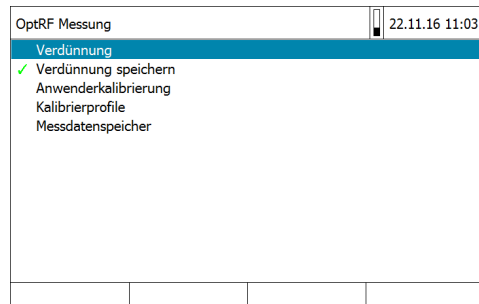 OptRF Messung 22.11.16 11:03
Verdünnung
✓ Verdünnung speichern
Anwenderkalibrierung
Kalibrierprofile
Messdatenspeicher